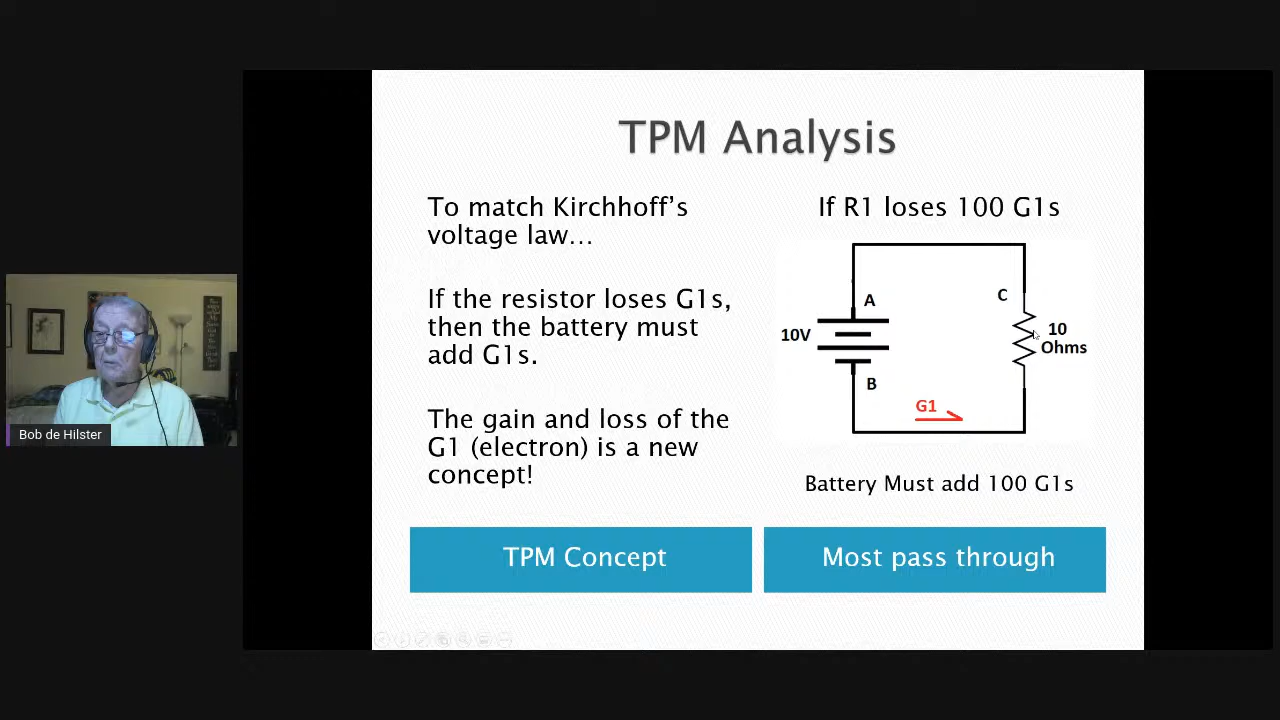 TPM Analysis
To match Kirchhoff's
voltage law...
If the resistor loses G1s,
then the battery must
add G1s.
The gain and loss of the
G1 (electron) is a new
concept!
If R1 loses 100 G1s
A
C
10V
10
Ohms
B
G1
Battery Must add 100 G1s
TPM Concept
Most pass through
Bob de Hilster